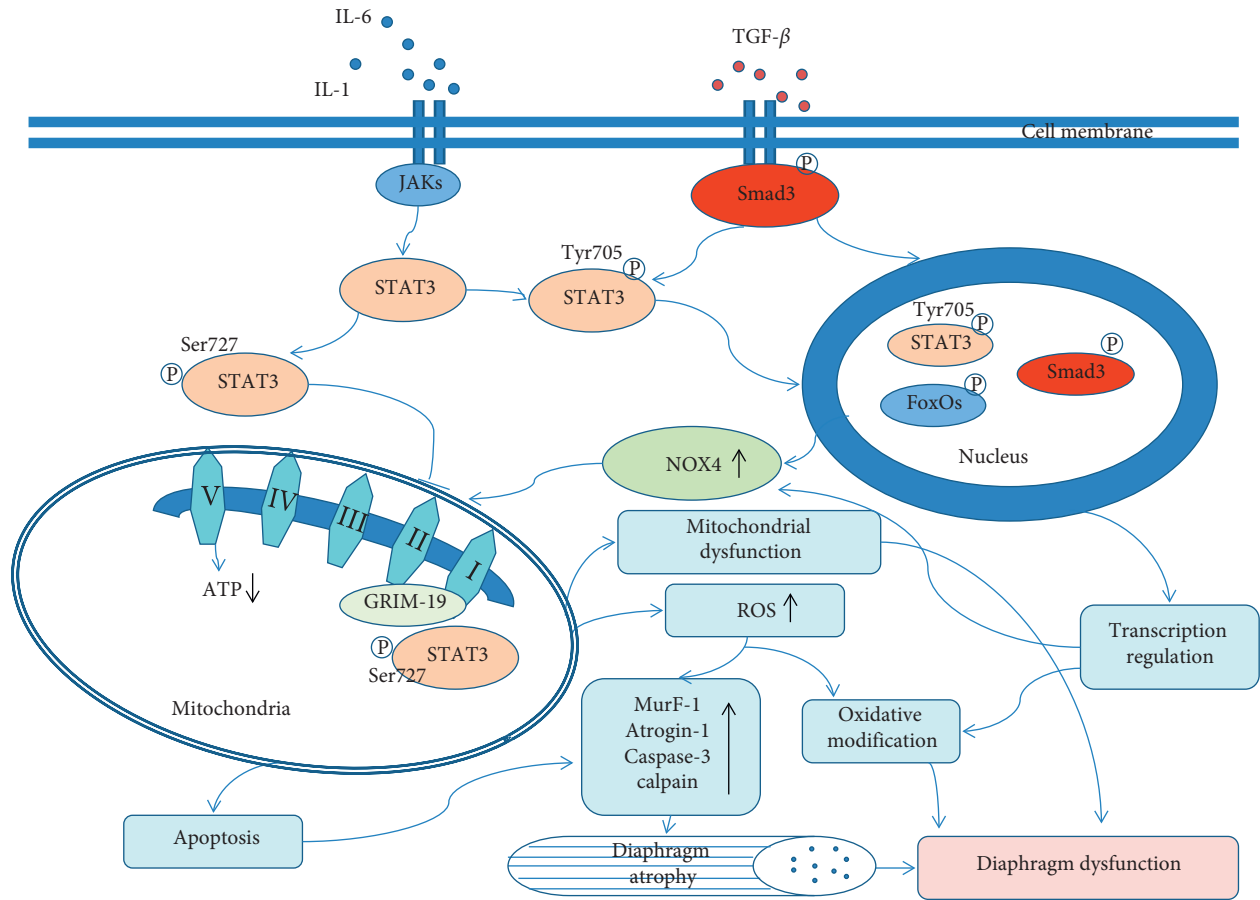 IL-6
TGF-β
IL-1
Cell membrane
P
JAKs
Smad3
Tyr705
P
STAT3
STAT3
Ser727
P
STAT3
Tyr705
P
STAT3
P
Smad3
P
FoxOs
Nucleus
NOX4 ↑
V
IV
III
II
I
ATP ↓
GRIM-19
P
STAT3
Ser727
Mitochondria
Mitochondrial
dysfunction
ROS ↑
Transcription
regulation
MurF-1
Atrogin-1
Caspase-3
calpain
↑
Oxidative
modification
Apoptosis
Diaphragm
atrophy
Diaphragm dysfunction